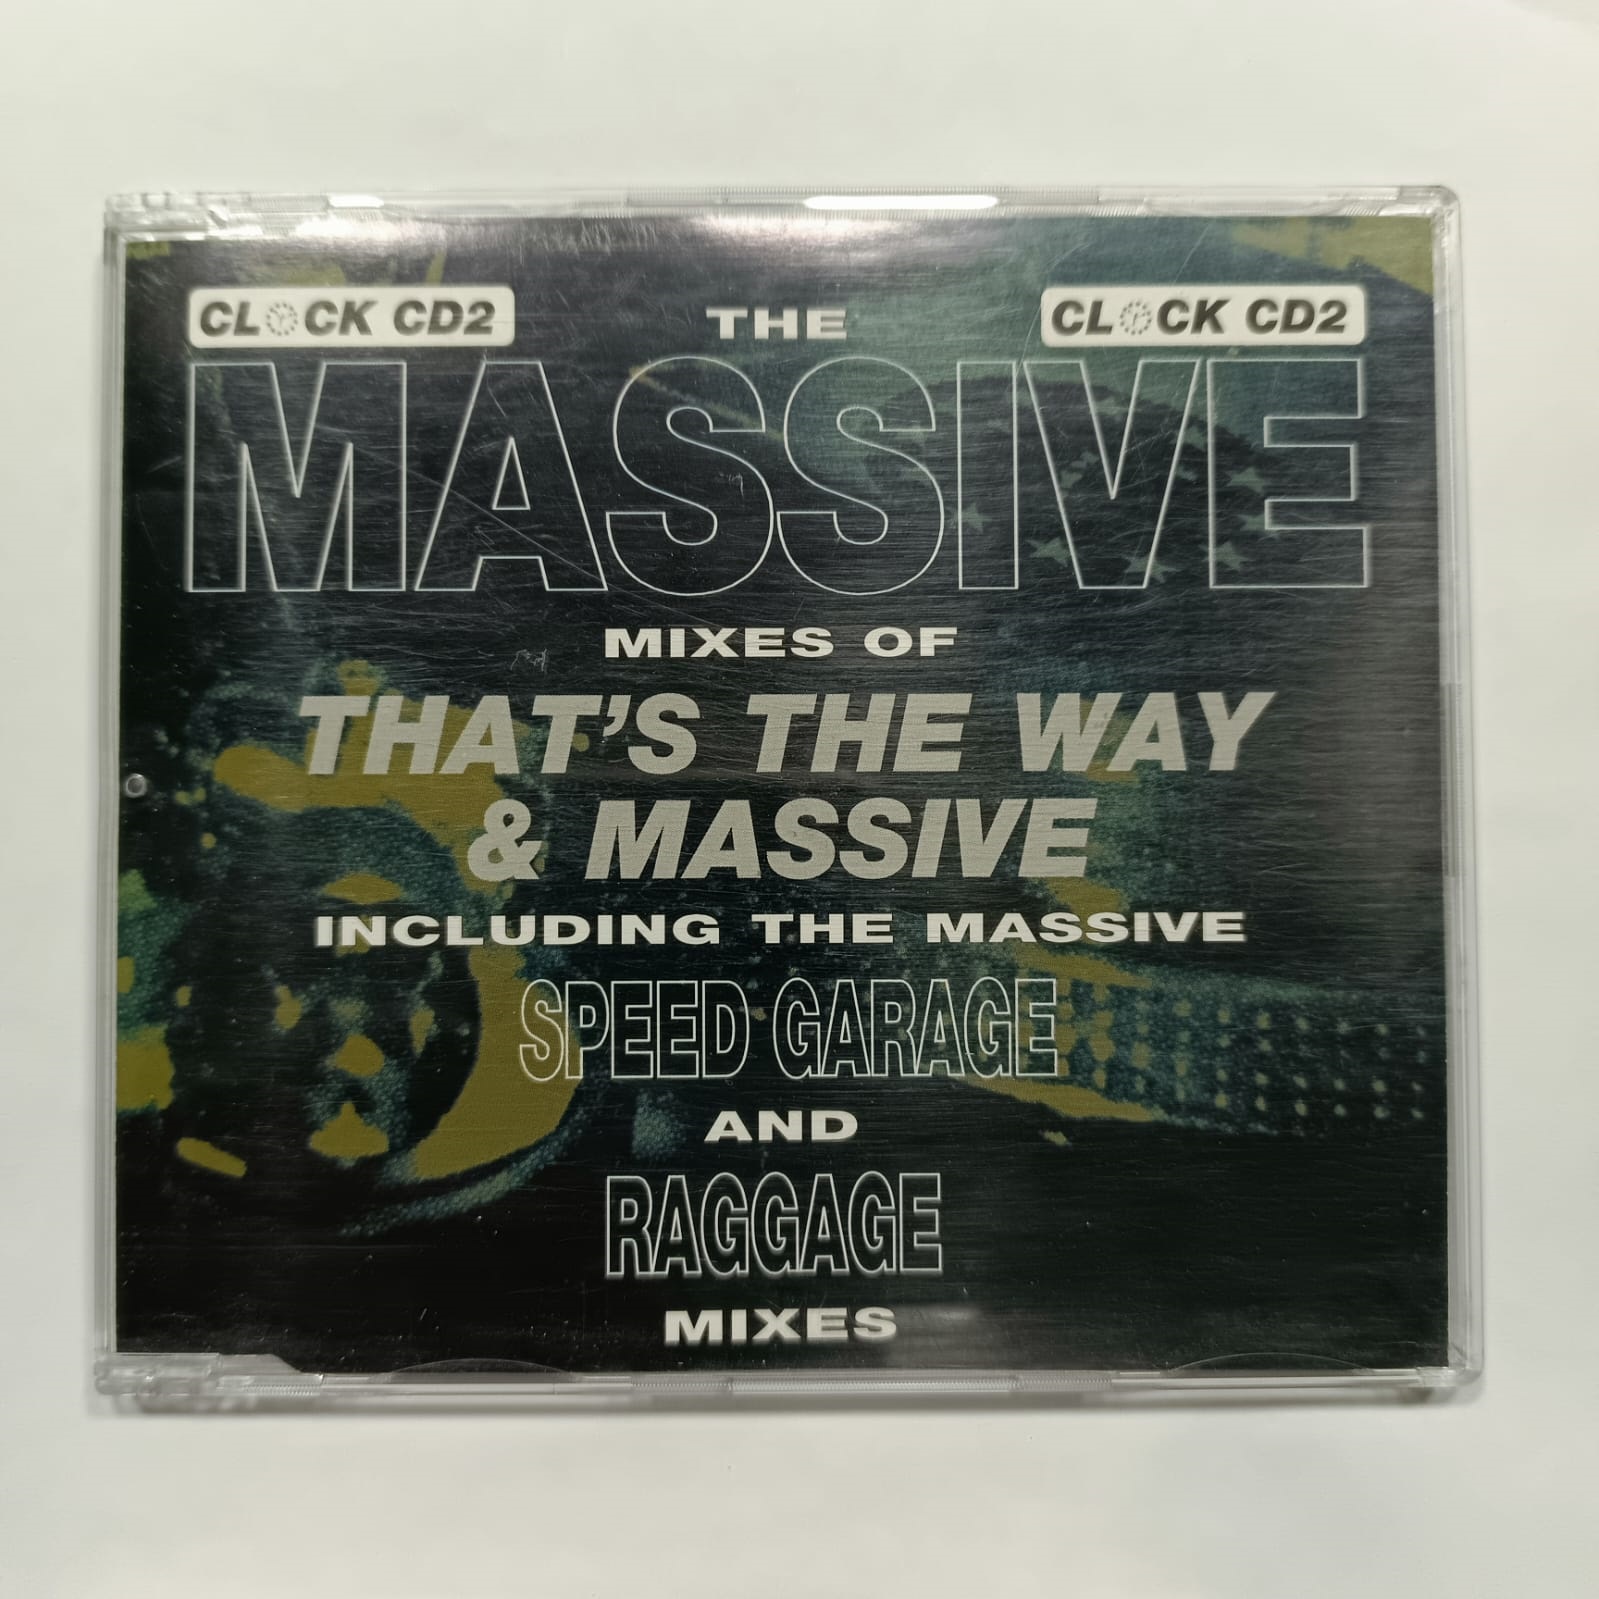 CLOCK CD2
THE
CLOCK CD2
MASSIVE
MIXES OF
THAT'S THE WAY
& MASSIVE
INCLUDING THE MASSIVE
SPEED GARAGE
AND
RAGGAGE
MIXES